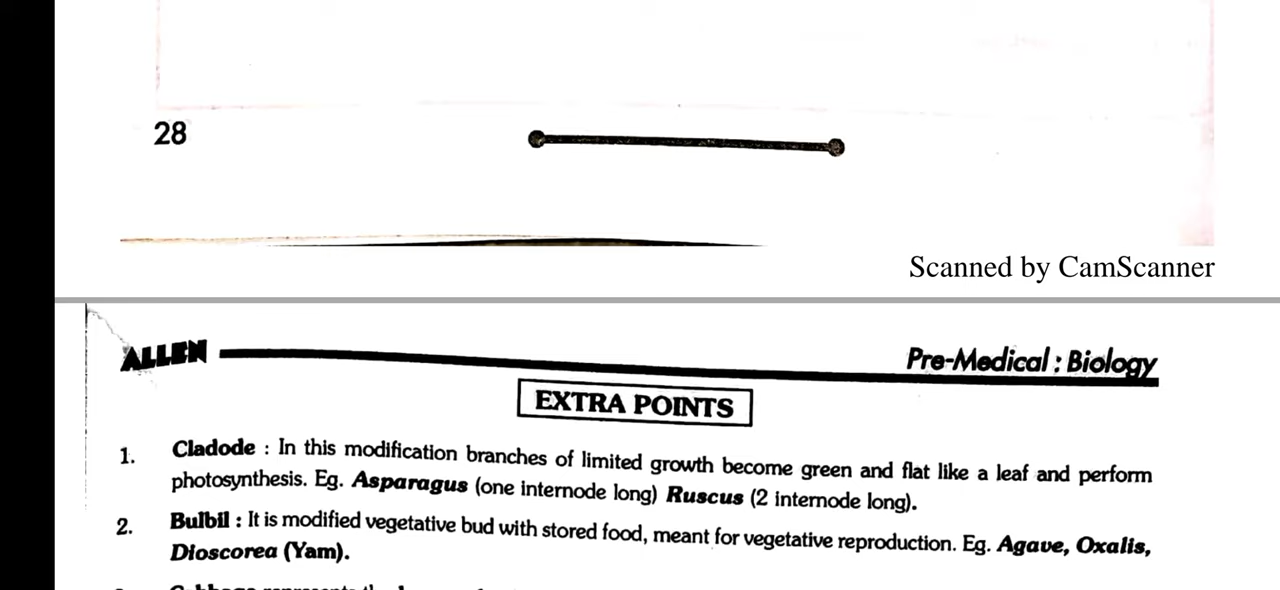 28
Scanned by CamScanner
ALLEN
Pre-Medical : Biology
EXTRA POINTS
1. Cladode : In this modification branches of limited growth become green and flat like a leaf and perform
photosynthesis. Eg. Asparagus (one internode long) Ruscus (2 internode long).
2. Bulbil : It is modified vegetative bud with stored food, meant for vegetative reproduction. Eg. Agave, Oxalis,
Dioscorea (Yam).